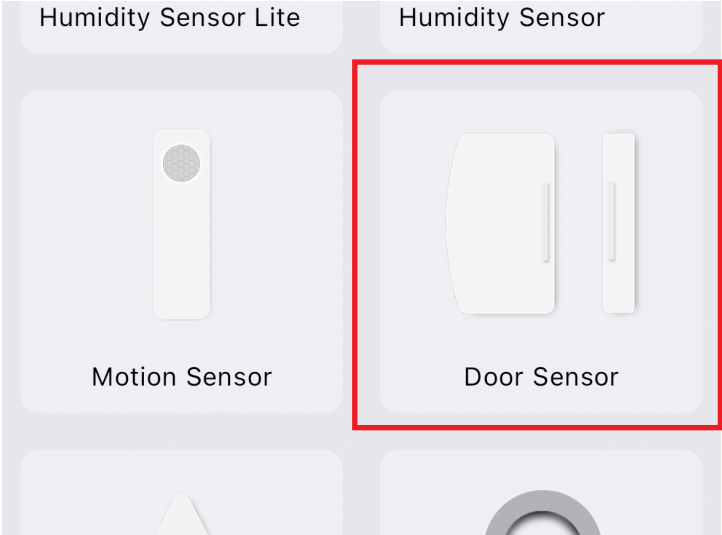 Humidity Sensor Lite
Humidity Sensor
Motion Sensor
Door Sensor